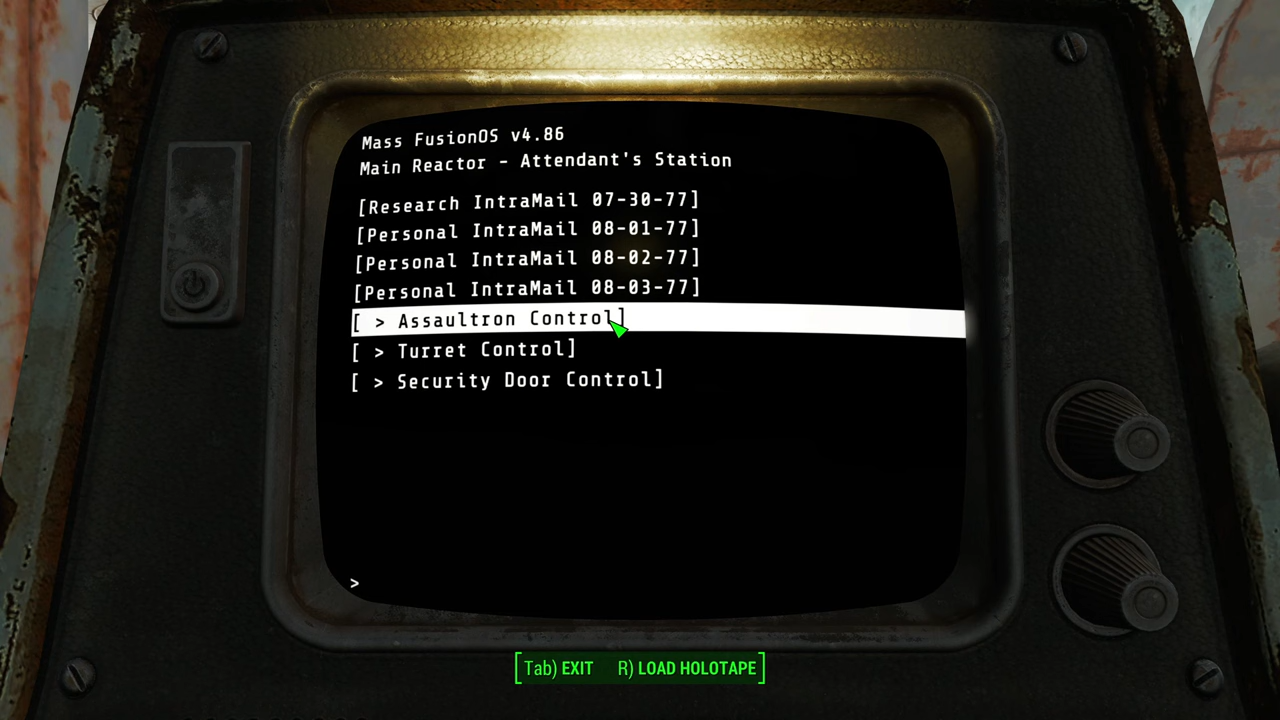 Mass FusionOS v4.86
Main Reactor - Attendant's Station
[Research IntraMail 07-30-77]
[Personal IntraMail 08-01-77]
[Personal IntraMail 08-02-77]
[Personal IntraMail 08-03-77]
[ > Assaultron Control]
[ > Turret Control]
[ > Security Door Control]
>
[Tab) EXIT R) LOAD HOLOTAPE]